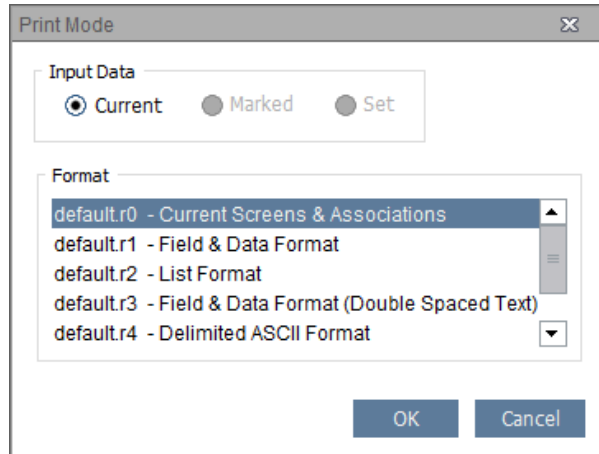 Print Mode
Input Data
Current Marked Set
Format
default.r0 - Current Screens & Associations
default.r1 - Field & Data Format
default.r2 - List Format
default.r3 - Field & Data Format (Double Spaced Text)
default.r4 - Delimited ASCII Format
OK Cancel